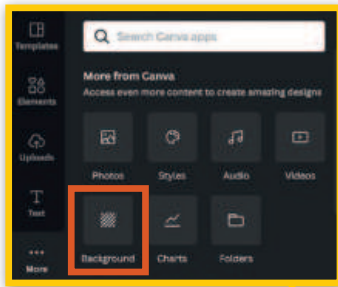 Templates
Elements
Uploads
Text
More
Search Canva apps
More from Canva
Access even more content to create amazing designs
Photos
Styles
Audio
Videos
Background
Charts
Folders